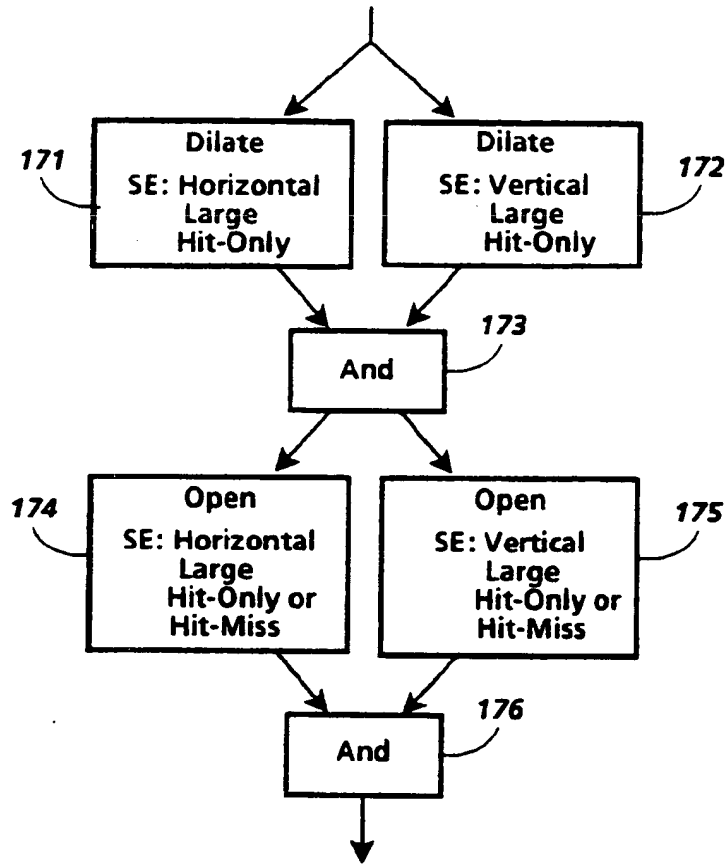 Dilate
SE: Horizontal
Large
Hit-Only
171
Dilate
SE: Vertical
Large
Hit-Only
172
And
173
Open
SE: Horizontal
Large
Hit-Only or
Hit-Miss
174
Open
SE: Vertical
Large
Hit-Only or
Hit-Miss
175
And
176